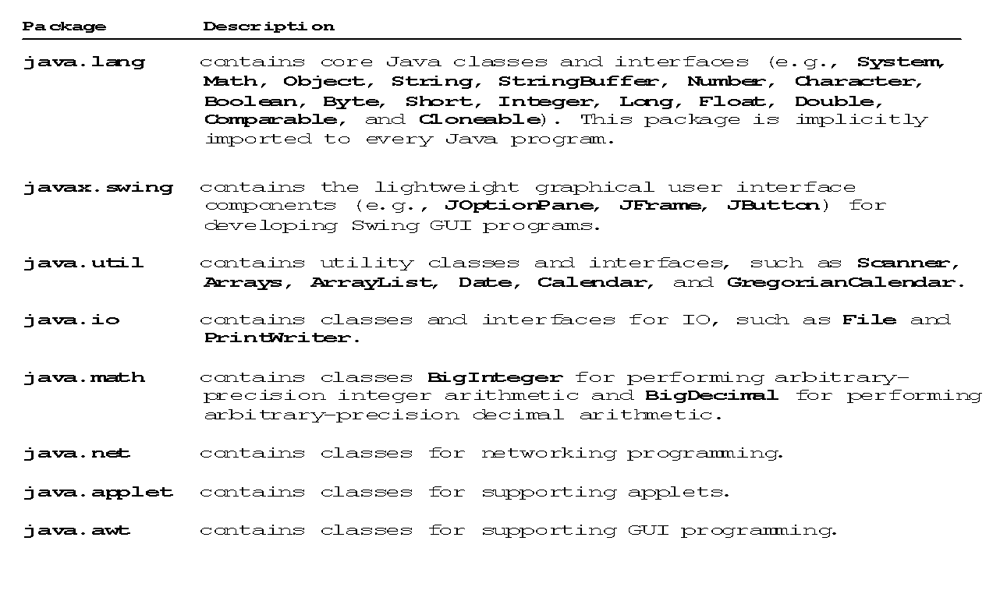 Package Description
java.lang contains core Java classes and interfaces (e.g., System,
Math, Object, String, StringBuffer, Number, Character,
Boolean, Byte, Short, Integer, Long, Float, Double,
Comparable, and Cloneable). This package is implicitly
imported to every Java program.
javax.swing contains the lightweight graphical user interface
components (e.g., JOptionPane, JFrame, JButton) for
developing Swing GUI programs.
java.util contains utility classes and interfaces, such as Scanner,
Arrays, ArrayList, Date, Calendar, and GregorianCalendar.
java.io contains classes and interfaces for IO, such as File and
PrintWriter.
java.math contains classes BigInteger for performing arbitrary-
precision integer arithmetic and BigDecimal for performing
arbitrary-precision decimal arithmetic.
java.net contains classes for networking programming.
java.applet contains classes for supporting applets.
java.awt contains classes for supporting GUI programming.